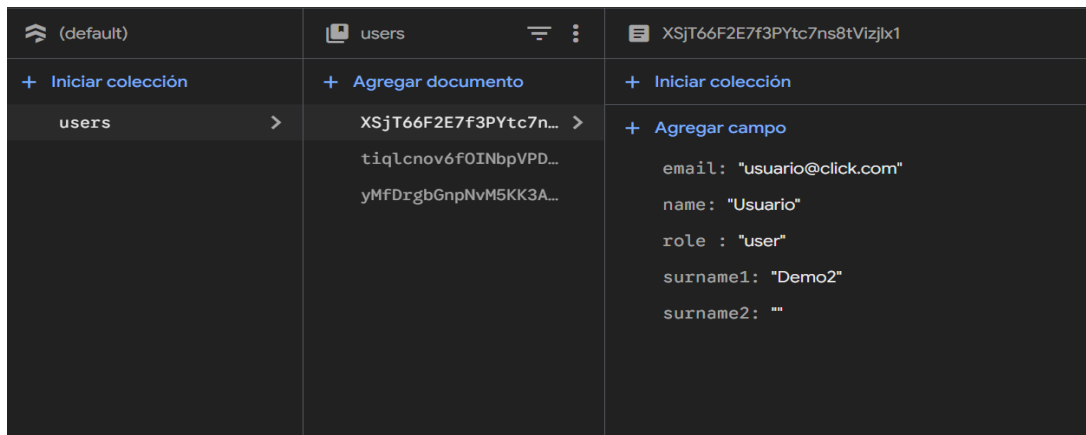 (default)
+ Iniciar colección
users
users
+ Agregar documento
XSjT66F2E7f3PYtc7n…
tiqlcnov6fOINbpVPD…
yMfDrgbGnpNvM5KK3A…
XSjT66F2E7f3PYtc7ns8tVizjlx1
+ Iniciar colección
+ Agregar campo
email: "usuario@click.com"
name: "Usuario"
role : "user"
surname1: "Demo2"
surname2: ""